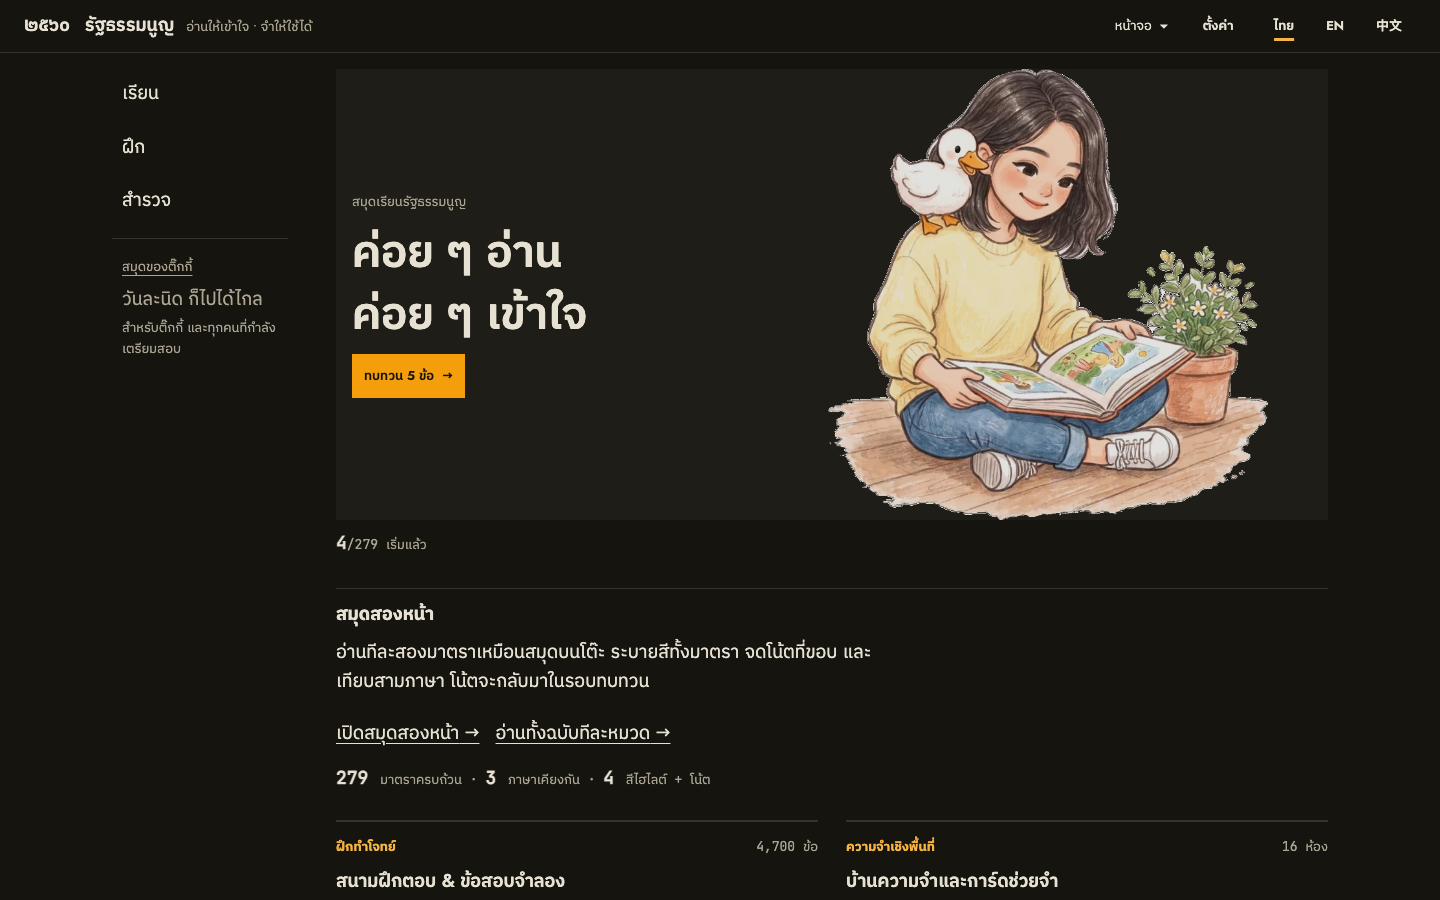 ๒๕๖๐ รัฐธรรมนูญ อ่านให้เข้าใจ · จำให้ใช้ได้
หน้าจอ ตั้งค่า ไทย EN 中文
เรียน
ฝึก
สำรวจ
สมุดของติ๊กกี้
วันละนิด ก็ไปได้ไกล
สำหรับติ๊กกี้ และทุกคนที่กำลัง
เตรียมสอบ
สมุดเรียนรัฐธรรมนูญ
ค่อย ๆ อ่าน
ค่อย ๆ เข้าใจ
ทบทวน 5 ข้อ →
4/279 เริ่มแล้ว
สมุดสองหน้า
อ่านทีละสองมาตราเหมือนสมุดบนโต๊ะ ระบายสีทั้งมาตรา จดโน้ตที่ขอบ และ
เทียบสามภาษา โน้ตจะกลับมาในรอบทบทวน
เปิดสมุดสองหน้า → อ่านทั้งฉบับทีละหมวด →
279 มาตราครบถ้วน · 3 ภาษาเคียงกัน · 4 สีไฮไลต์ + โน้ต
ฝึกทำโจทย์ 4,700 ข้อ
สนามฝึกตอบ & ข้อสอบจำลอง
ความจำเชิงพื้นที่ 16 ห้อง
บ้านความจำและการ์ดช่วยจำ